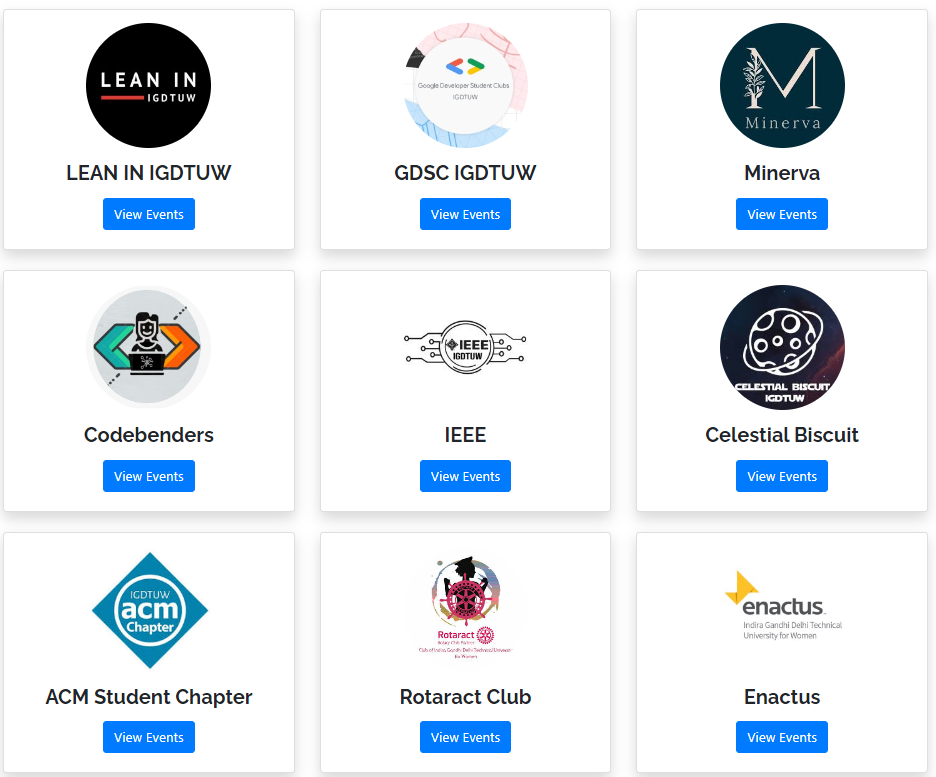 LEAN IN
IGDTUW
LEAN IN IGDTUW
View Events
Google Developer Student Clubs
IGDTUW
GDSC IGDTUW
View Events
M
Minerva
Minerva
View Events
Codebenders
View Events
IEEE
IGDTUW
IEEE
View Events
CELESTIAL BISCUIT
IGDTUW
Celestial Biscuit
View Events
IGDTUW
acm
Chapter
ACM Student Chapter
View Events
Rotaract
Rotary Club Partner
Club of Indira Gandhi Delhi Technical Universit
for Women
Rotaract Club
View Events
enactus
Indira Gandhi Delhi Technical
University for Women
Enactus
View Events